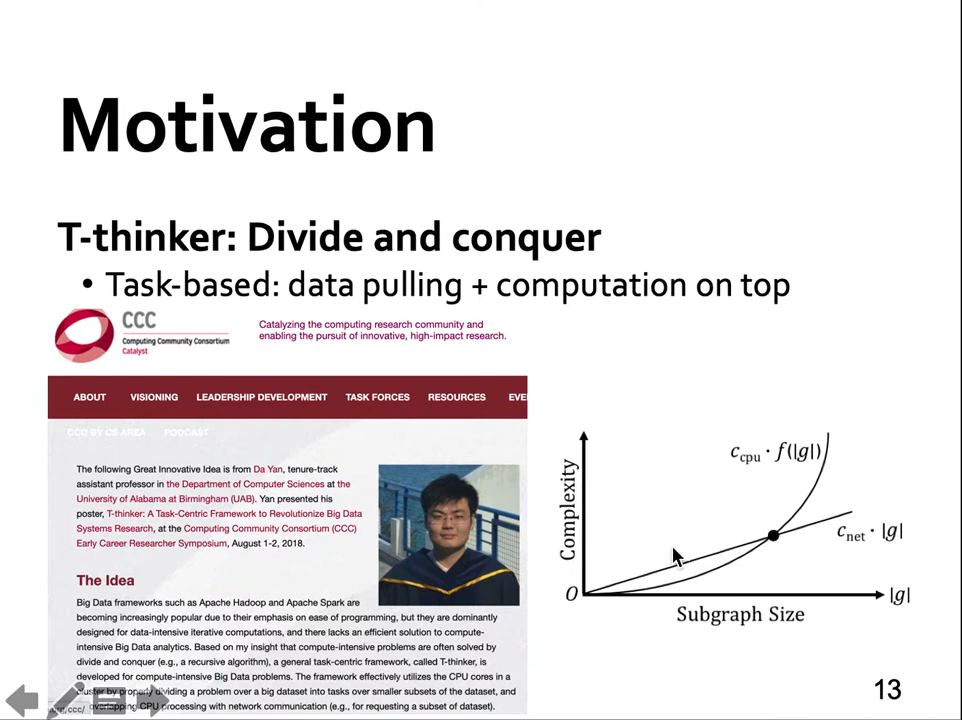 Motivation
T-thinker: Divide and conquer
• Task-based: data pulling + computation on top
CCC
Computing Community Consortium
Catalyst
Catalyzing the computing research community and
enabling the pursuit of innovative, high-impact research.
ABOUT VISIONING LEADERSHIP DEVELOPMENT TASK FORCES RESOURCES EVE
CCC BY CS AREA PODCAST
The following Great Innovative Idea is from Da Yan, tenure-track
assistant professor in the Department of Computer Sciences at the
University of Alabama at Birmingham (UAB). Yan presented his
poster, T-thinker: A Task-Centric Framework to Revolutionize Big Data
Systems Research, at the Computing Community Consortium (CCC)
Early Career Researcher Symposium, August 1-2, 2018.
The Idea
Big Data frameworks such as Apache Hadoop and Apache Spark are
becoming increasingly popular due to their emphasis on ease of programming, but they are dominantly
designed for data-intensive iterative computations, and there lacks an efficient solution to compute-
intensive Big Data analytics. Based on my insight that compute-intensive problems are often solved by
divide and conquer (e.g., a recursive algorithm), a general task-centric framework, called T-thinker, is
developed for compute-intensive Big Data problems. The framework effectively utilizes the CPU cores in a
cluster by properly dividing a problem over a big dataset into tasks over smaller subsets of the dataset, and
overlapping CPU processing with network communication (e.g., for requesting a subset of dataset).
Complexity
c_cpu · f(|g|)
c_net · |g|
O
|g|
Subgraph Size
13